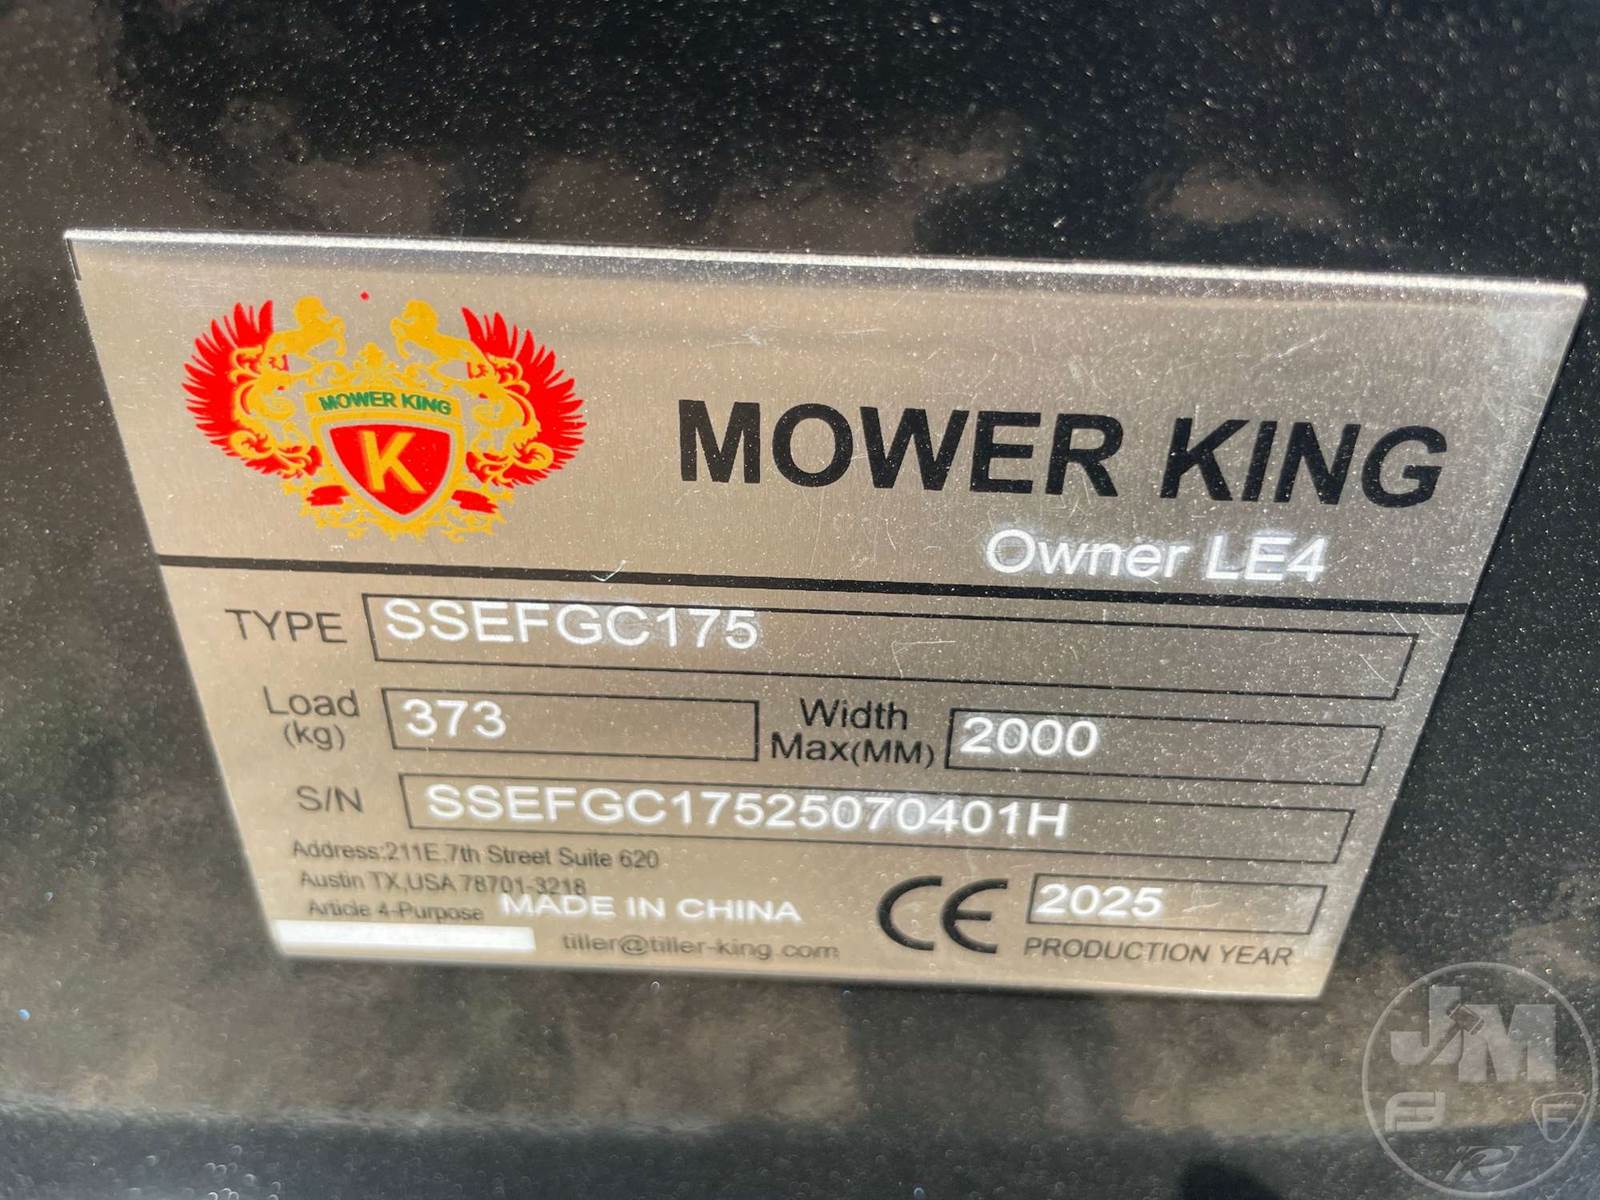 MOWER KING
K
MOWER KING
Owner LE4
TYPE SSEFGC175
Load (kg) 373 Width Max(MM) 2000
S/N SSEFGC17525070401H
Address:211E.7th Street Suite 620
Austin TX,USA 78701-3218
Article 4-Purpose MADE IN CHINA
tiller@tiller-king.com
CE 2025
PRODUCTION YEAR
JM
F
R